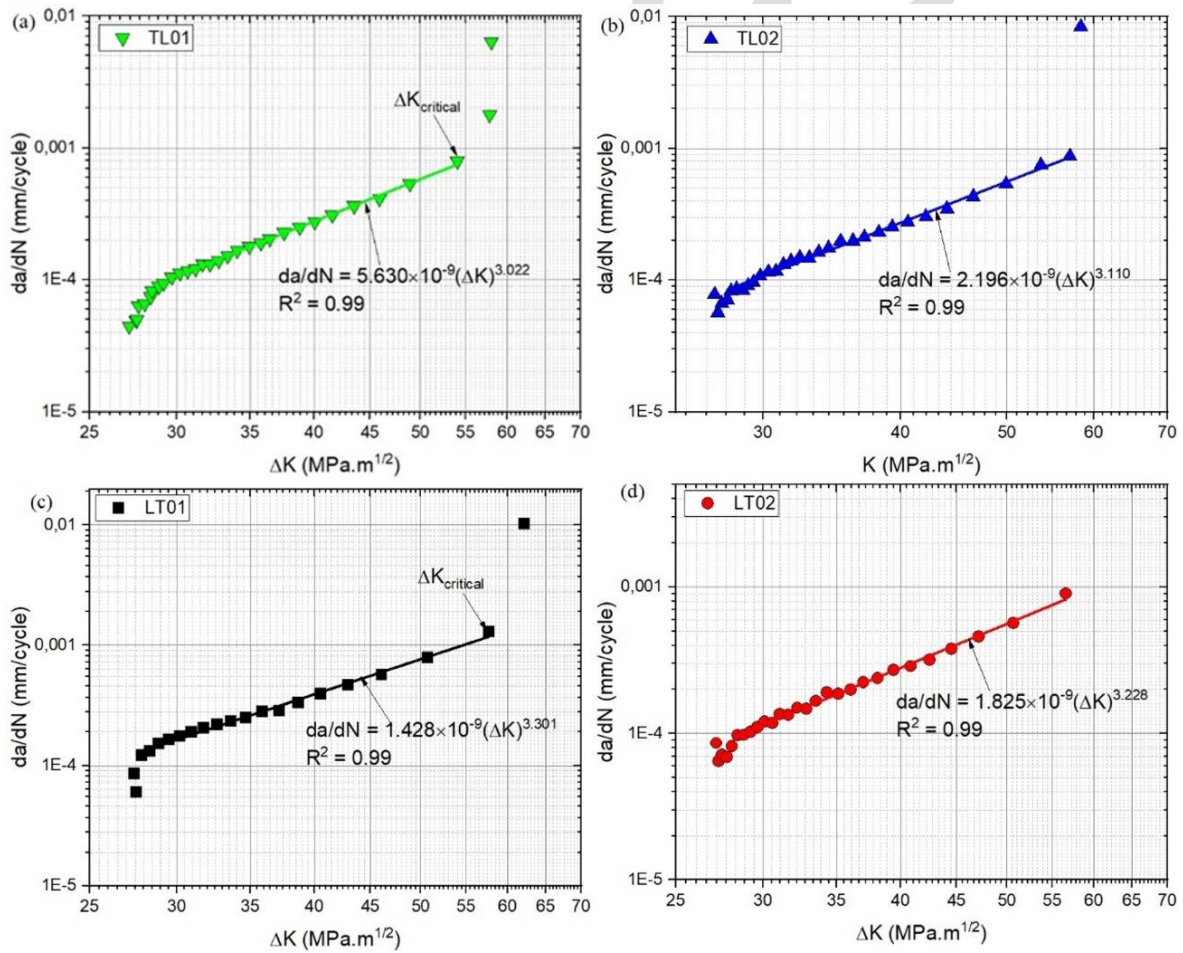 (a)
TL01
0,01
0,001
1E-4
1E-5
da/dN (mm/cycle)
ΔK_critical
da/dN = 5.630×10^-9(ΔK)^3.022
R^2 = 0.99
25 30 35 40 45 50 55 60 65 70
ΔK (MPa.m^1/2)
(b)
TL02
0,01
0,001
1E-4
1E-5
da/dN (mm/cycle)
da/dN = 2.196×10^-9(ΔK)^3.110
R^2 = 0.99
30 40 50 60 70
K (MPa.m^1/2)
(c)
LT01
0,01
0,001
1E-4
1E-5
da/dN (mm/cycle)
ΔK_critical
da/dN = 1.428×10^-9(ΔK)^3.301
R^2 = 0.99
25 30 35 40 45 50 55 60 65 70
ΔK (MPa.m^1/2)
(d)
LT02
0,001
1E-4
1E-5
da/dN (mm/cycle)
da/dN = 1.825×10^-9(ΔK)^3.228
R^2 = 0.99
30 40 50 60 70
ΔK (MPa.m^1/2)